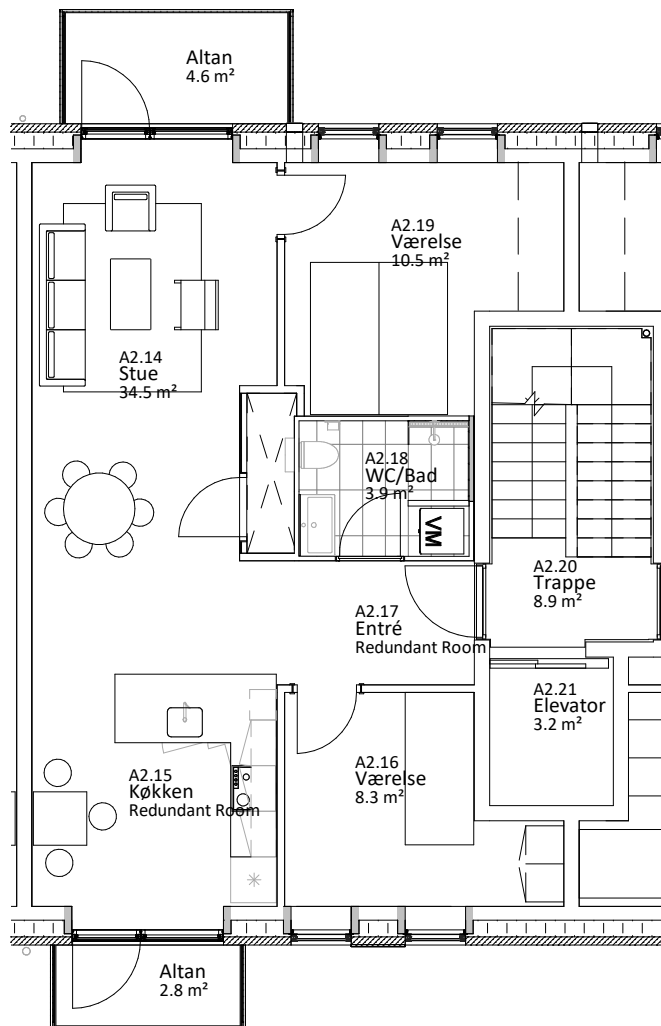 Altan
4.6 m²
A2.19
Værelse
10.5 m²
A2.14
Stue
34.5 m²
A2.18
WC/Bad
3.9 m²
VM
A2.20
Trappe
8.9 m²
A2.17
Entré
Redundant Room
A2.21
Elevator
3.2 m²
A2.16
Værelse
8.3 m²
A2.15
Køkken
Redundant Room
Altan
2.8 m²